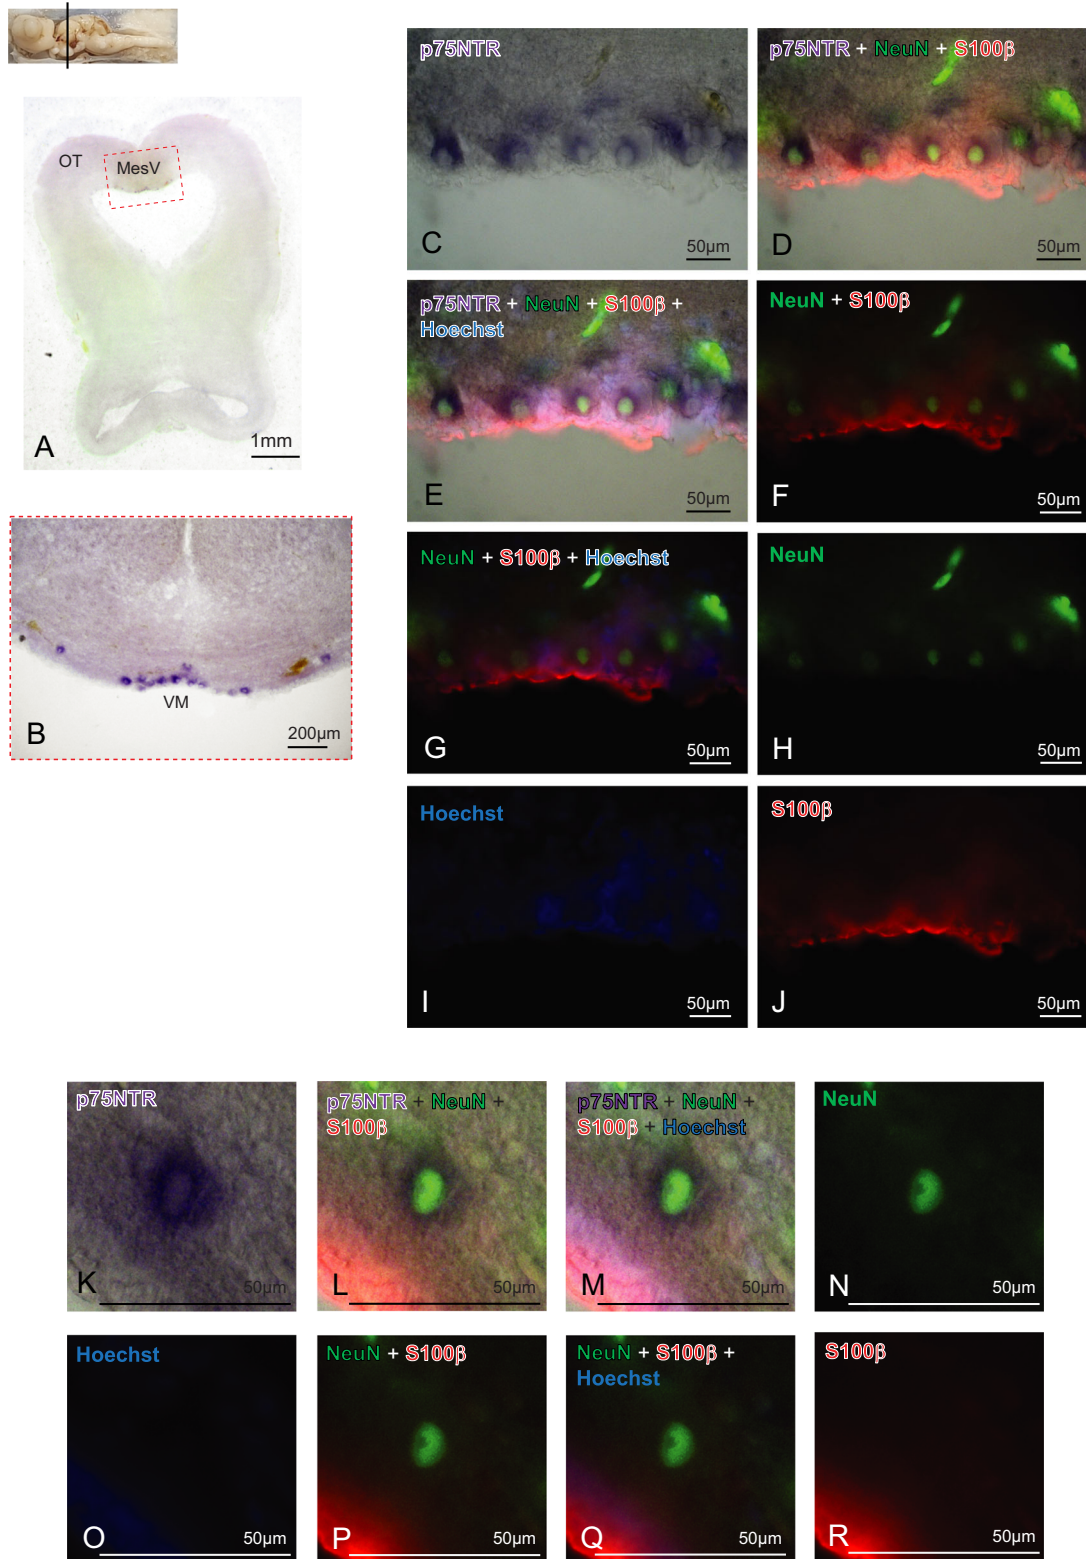 OT
MesV
A
1mm
VM
B
200µm
p75NTR
C
50µm
p75NTR + NeuN + S100β
D
50µm
p75NTR + NeuN + S100β +
Hoechst
E
50µm
NeuN + S100β
F
50µm
NeuN + S100β + Hoechst
G
50µm
NeuN
H
50µm
Hoechst
I
50µm
S100β
J
50µm
p75NTR
K
50µm
p75NTR + NeuN +
S100β
L
50µm
p75NTR + NeuN +
S100β + Hoechst
M
50µm
NeuN
N
50µm
Hoechst
O
50µm
NeuN + S100β
P
50µm
NeuN + S100β +
Hoechst
Q
50µm
S100β
R
50µm